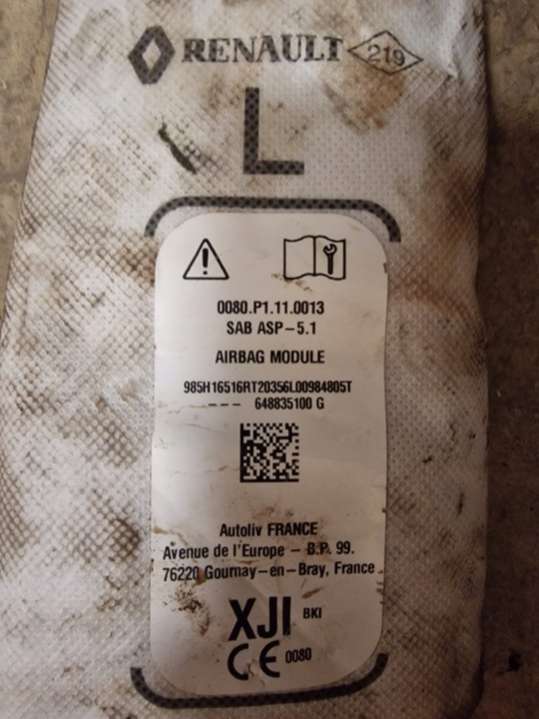 RENAULT 219
L
0080.P1.11.0013
SAB ASP-5.1
AIRBAG MODULE
985H16516RT20356L00984805T
--- 648835100 G
Autoliv FRANCE
Avenue de l'Europe - B.P. 99.
76220 Gournay-en-Bray, France
XJI BKI
CE 0080